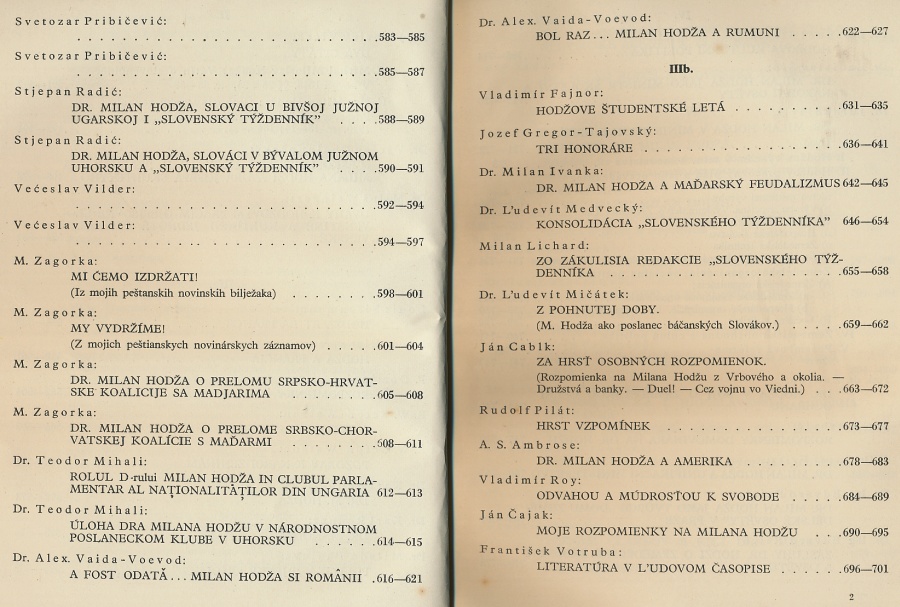 Svetozar Pribičević:
. . . . . . . . . . . . . . . . . . . . . . . . . . . .583—585
Svetozar Pribičević:
. . . . . . . . . . . . . . . . . . . . . . . . . . . .585—587
Stjepan Radić:
DR. MILAN HODŽA, SLOVACI U BIVŠOJ JUŽNOJ
UGARSKOJ I „SLOVENSKÝ TÝŽDENNÍK” . . . .588—589
Stjepan Radić:
DR. MILAN HODŽA, SLOVÁCI V BÝVALOM JUŽNOM
UHORSKU A „SLOVENSKÝ TÝŽDENNÍK” . . . .590—591
Većeslav Vilder:
. . . . . . . . . . . . . . . . . . . . . . . . . . . .592—594
Većeslav Vilder:
. . . . . . . . . . . . . . . . . . . . . . . . . . . .594—597
M. Zagorka:
MI ĆEMO IZDRŽATI!
(Iz mojih peštanskih novinskih bilježaka) . . . . . . . .598—601
M. Zagorka:
MY VYDRŽÍME!
(Z mojich peštianskych novinárskych záznamov) . . . . .601—604
M. Zagorka:
DR. MILAN HODŽA O PRELOMU SRPSKO-HRVAT-
SKE KOALICIJE SA MADJARIMA . . . . . . . .605—608
M. Zagorka:
DR. MILAN HODŽA O PRELOME SRBSKO-CHOR-
VATSKEJ KOALÍCIE S MAĎARMI . . . . . . . .608—611
Dr. Teodor Mihali:
ROLUL D-rului MILAN HODŽA IN CLUBUL PARLA-
MENTAR AL NAȚIONALITĂȚILOR DIN UNGARIA 612—613
Dr. Teodor Mihali:
ÚLOHA DRA MILANA HODŽU V NÁRODNOSTNOM
POSLANECKOM KLUBE V UHORSKU . . . . . .614—615
Dr. Alex. Vaida-Voevod:
A FOST ODATĂ... MILAN HODŽA SI ROMÂNII .616—621
Dr. Alex. Vaida-Voevod:
BOL RAZ... MILAN HODŽA A RUMUNI . . . . .622—627
IIIb.
Vladimír Fajnor:
HODŽOVE ŠTUDENTSKÉ LETÁ . . . . . . . . . .631—635
Jozef Gregor-Tajovský:
TRI HONORÁRE . . . . . . . . . . . . . . . . . .636—641
Dr. Milan Ivanka:
DR. MILAN HODŽA A MAĎARSKÝ FEUDALIZMUS 642—645
Dr. L'udevít Medvecký:
KONSOLIDÁCIA „SLOVENSKÉHO TÝŽDENNÍKA” 646—654
Milan Lichard:
ZO ZÁKULISIA REDAKCIE „SLOVENSKÉHO TÝŽ-
DENNÍKA . . . . . . . . . . . . . . . . . . . . .655—658
Dr. L'udevít Mičátek:
Z POHNUTEJ DOBY.
(M. Hodža ako poslanec báčanských Slovákov.) . . . . .659—662
Ján Cablk:
ZA HRSŤ OSOBNÝCH ROZPOMIENOK.
(Rozpomienka na Milana Hodžu z Vrbového a okolia. —
Družstvá a banky. — Duel! — Cez vojnu vo Viedni.) . . .663—672
Rudolf Pilát:
HRST VZPOMÍNEK . . . . . . . . . . . . . . . .673—677
A. S. Ambrose:
DR. MILAN HODŽA A AMERIKA . . . . . . . . .678—683
Vladimír Roy:
ODVAHOU A MÚDROSŤOU K SVOBODE . . . . .684—689
Ján Čajak:
MOJE ROZPOMIENKY NA MILANA HODŽU . . .690—695
František Votruba:
LITERATÚRA V L'UDOVOM ČASOPISE . . . . . .696—701
2